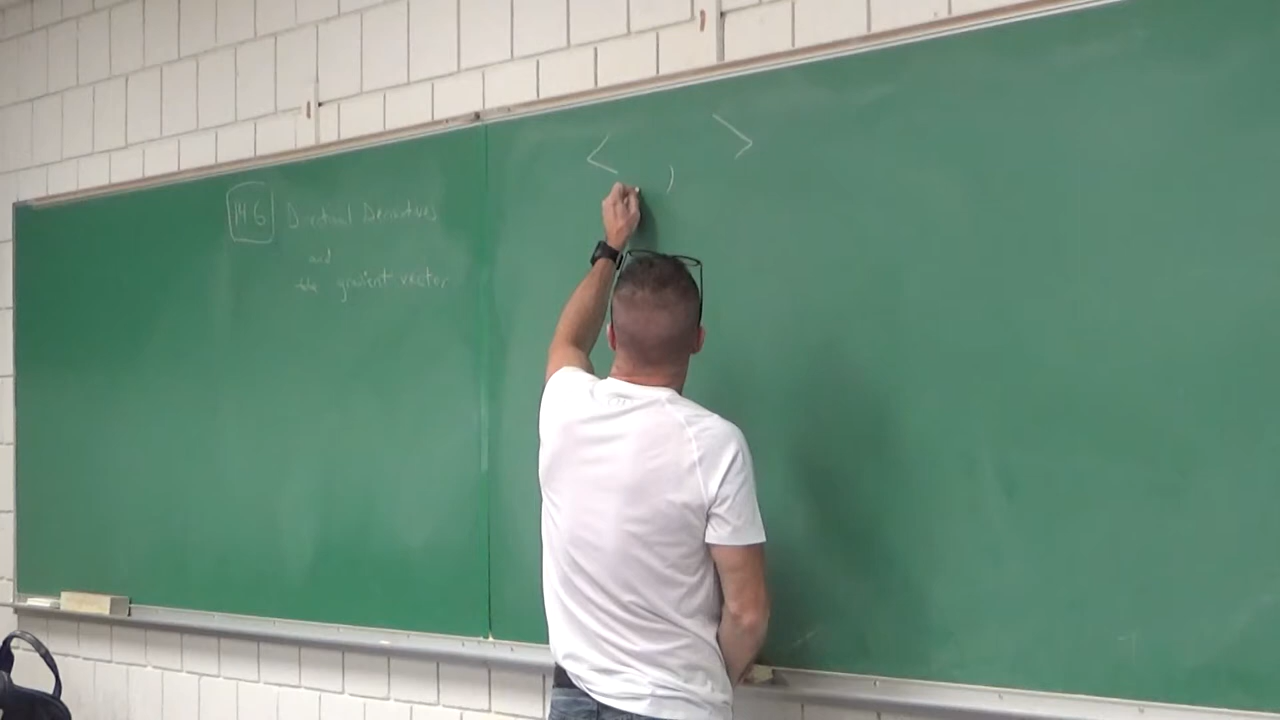 14.6 Directional Derivatives
and
the gradient vector
< , >